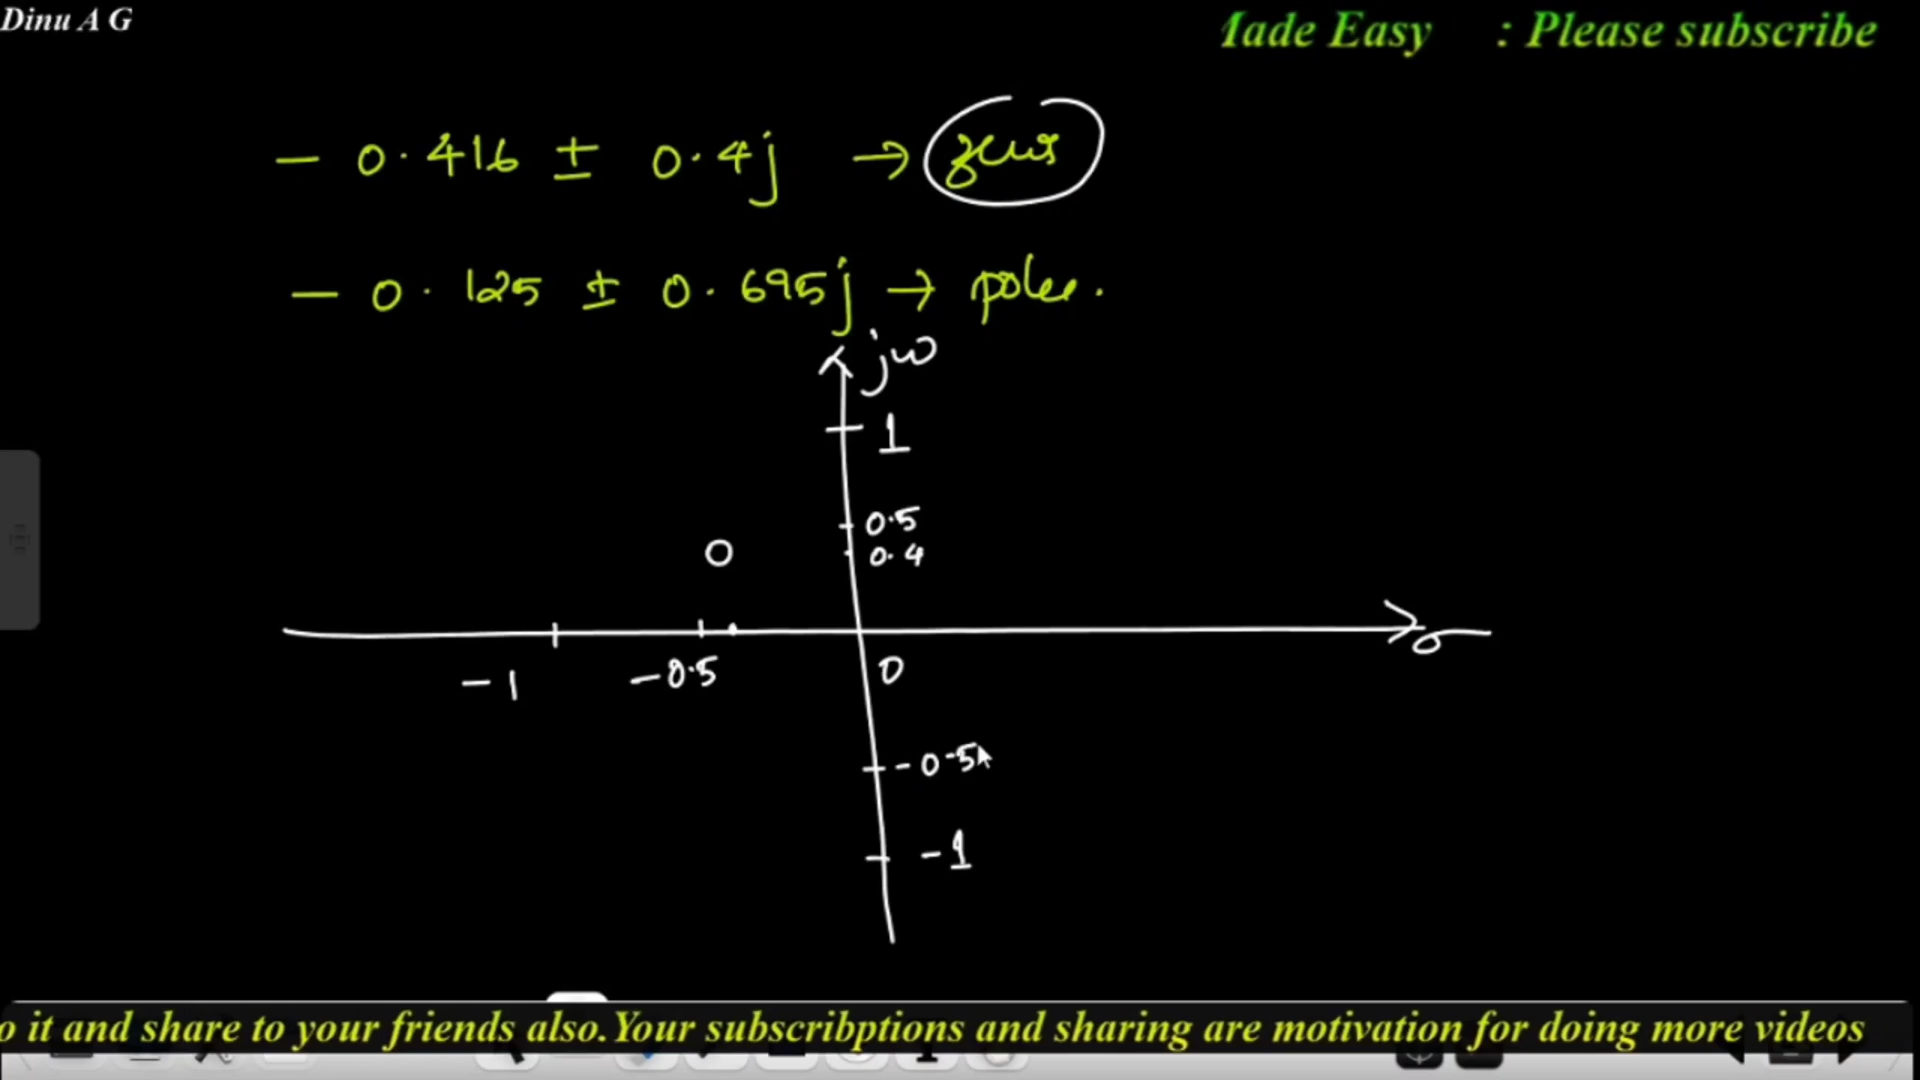 Dinu A G
Made Easy : Please subscribe
- 0.416 ± 0.4j → zeros
- 0.125 ± 0.695j → poles.
jω
1
0.5
0.4
σ
-1 -0.5 0
-0.5
-1
o it and share to your friends also.Your subscribptions and sharing are motivation for doing more videos